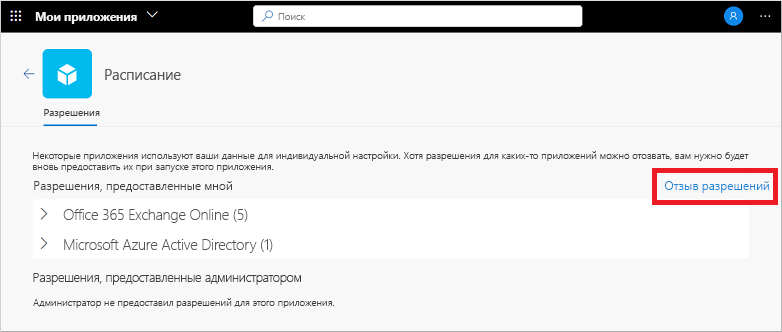 Мои приложения
Поиск
Расписание
Разрешения
Некоторые приложения используют ваши данные для индивидуальной настройки. Хотя разрешения для каких-то приложений можно отозвать, вам нужно будет
вновь предоставить их при запуске этого приложения.
Разрешения, предоставленные мной
Отзыв разрешений
Office 365 Exchange Online (5)
Microsoft Azure Active Directory (1)
Разрешения, предоставленные администратором
Администратор не предоставил разрешений для этого приложения.